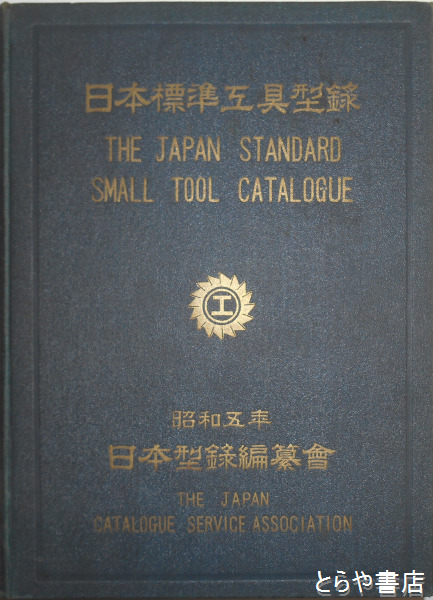 日本標準工具型錄
THE JAPAN STANDARD
SMALL TOOL CATALOGUE
工
昭和五年
日本型錄編纂會
THE JAPAN
CATALOGUE SERVICE ASSOCIATION
とらや書店